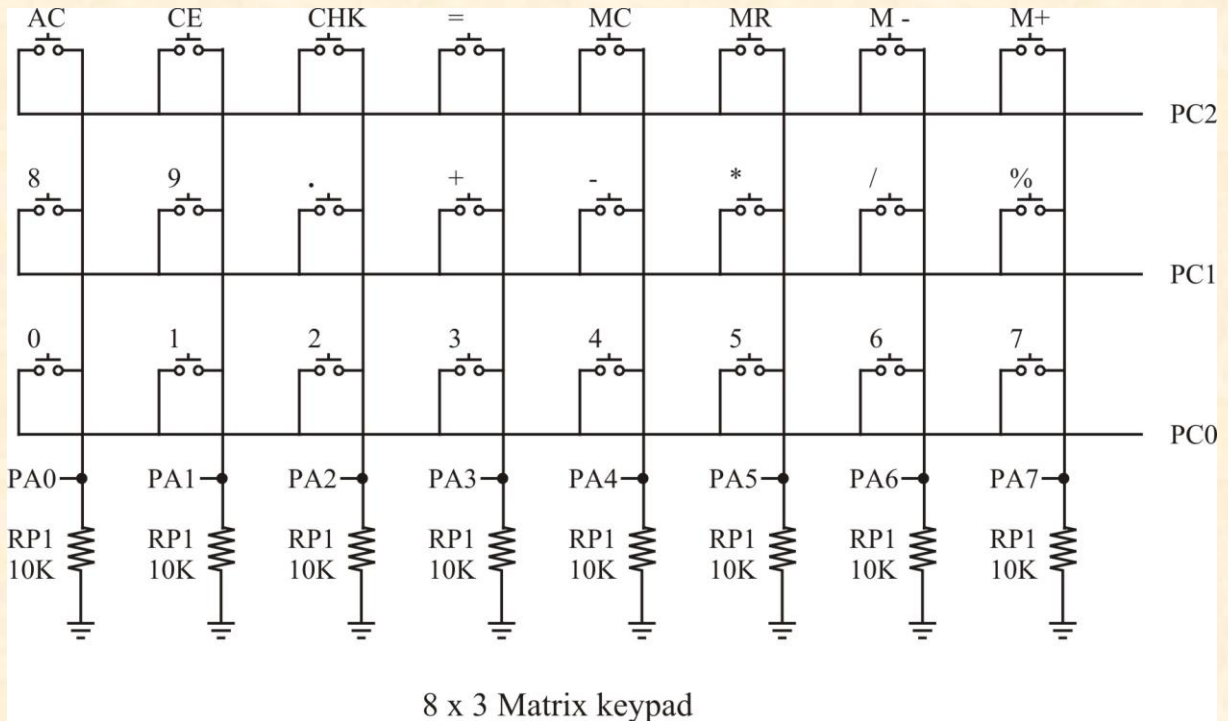 AC CE CHK = MC MR M - M+
PC2
8 9 . + - * / %
PC1
0 1 2 3 4 5 6 7
PC0
PA0 PA1 PA2 PA3 PA4 PA5 PA6 PA7
RP1 RP1 RP1 RP1 RP1 RP1 RP1 RP1
10K 10K 10K 10K 10K 10K 10K 10K
8 x 3 Matrix keypad